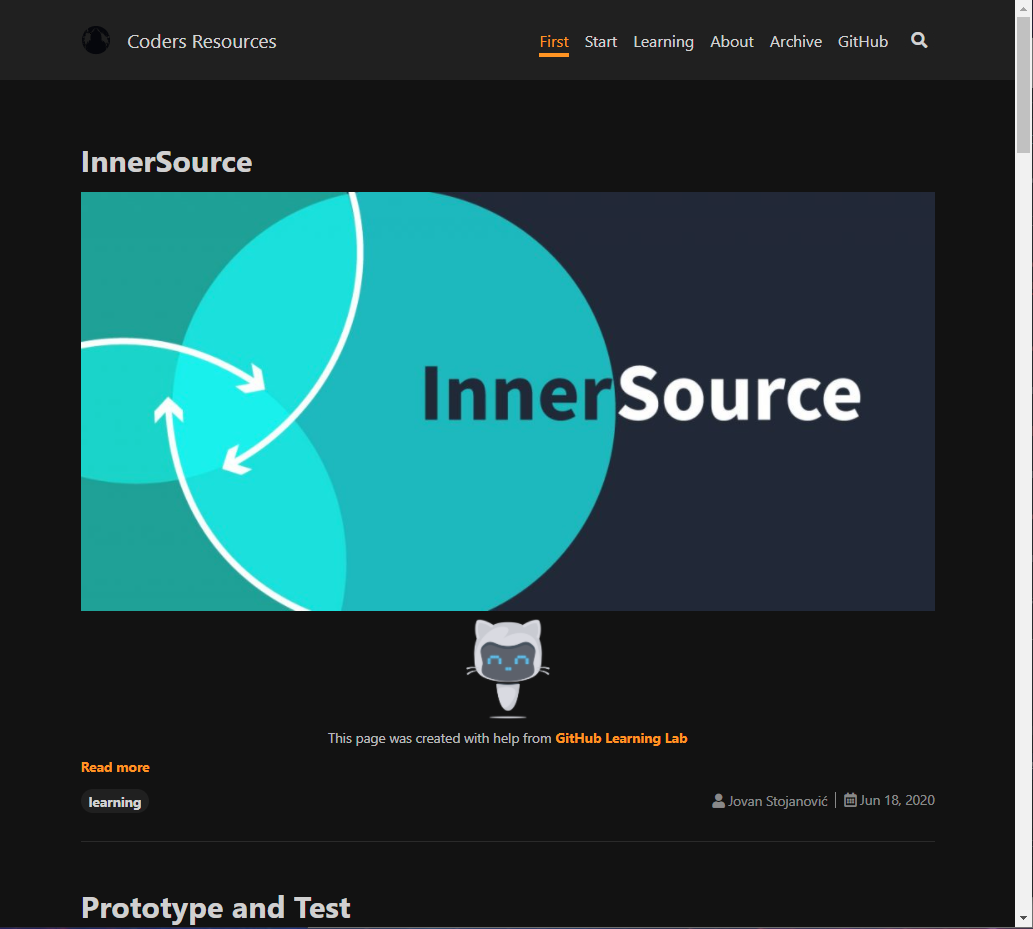 Coders Resources
First Start Learning About Archive GitHub
InnerSource
InnerSource
This page was created with help from GitHub Learning Lab
Read more
learning
Jovan Stojanović Jun 18, 2020
Prototype and Test